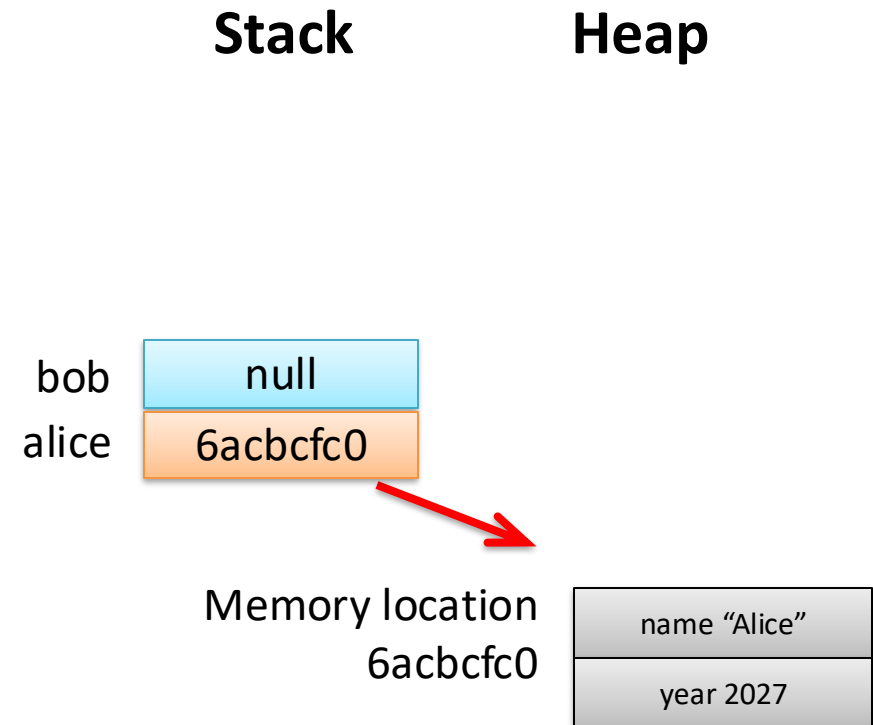 Stack Heap
bob null
alice 6acbcfc0
Memory location
6acbcfc0
name “Alice”
year 2027